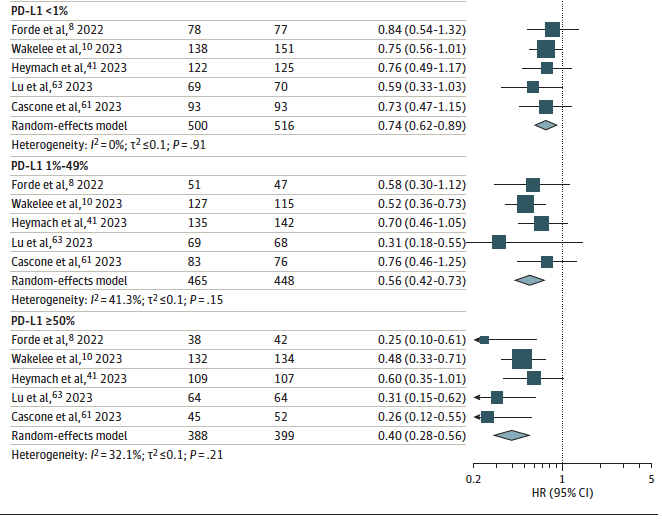 PD-L1 <1%
Forde et al,8 2022 78 77 0.84 (0.54-1.32)
Wakelee et al,10 2023 138 151 0.75 (0.56-1.01)
Heymach et al,41 2023 122 125 0.76 (0.49-1.17)
Lu et al,63 2023 69 70 0.59 (0.33-1.03)
Cascone et al,61 2023 93 93 0.73 (0.47-1.15)
Random-effects model 500 516 0.74 (0.62-0.89)
Heterogeneity: I2 = 0%; τ2 ≤0.1; P = .91
PD-L1 1%-49%
Forde et al,8 2022 51 47 0.58 (0.30-1.12)
Wakelee et al,10 2023 127 115 0.52 (0.36-0.73)
Heymach et al,41 2023 135 142 0.70 (0.46-1.05)
Lu et al,63 2023 69 68 0.31 (0.18-0.55)
Cascone et al,61 2023 83 76 0.76 (0.46-1.25)
Random-effects model 465 448 0.56 (0.42-0.73)
Heterogeneity: I2 = 41.3%; τ2 ≤0.1; P = .15
PD-L1 ≥50%
Forde et al,8 2022 38 42 0.25 (0.10-0.61)
Wakelee et al,10 2023 132 134 0.48 (0.33-0.71)
Heymach et al,41 2023 109 107 0.60 (0.35-1.01)
Lu et al,63 2023 64 64 0.31 (0.15-0.62)
Cascone et al,61 2023 45 52 0.26 (0.12-0.55)
Random-effects model 388 399 0.40 (0.28-0.56)
Heterogeneity: I2 = 32.1%; τ2 ≤0.1; P = .21
0.2 1 5
HR (95% CI)